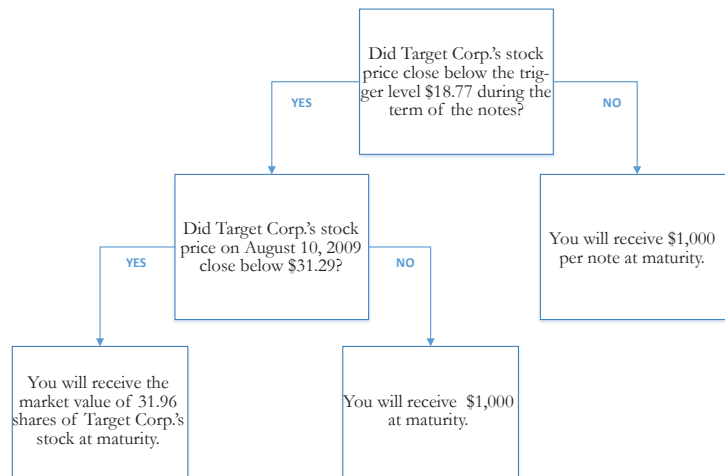 Did Target Corp.'s stock
price close below the trig-
ger level $18.77 during the
term of the notes?
YES
NO
Did Target Corp.'s stock
price on August 10, 2009
close below $31.29?
You will receive $1,000
per note at maturity.
YES
NO
You will receive the
market value of 31.96
shares of Target Corp.'s
stock at maturity.
You will receive $1,000
at maturity.